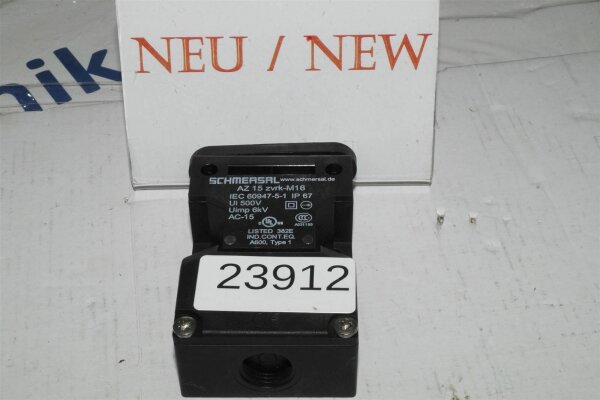 nik
NEU / NEW
SCHMERSAL www.schmersal.de
AZ 15 zvrk-M16
IEC 60947-5-1 IP 67
Ui 500V
Uimp 6kV
AC-15
LISTED 382E
IND.CONT.EQ.
A600, Type 1
23912